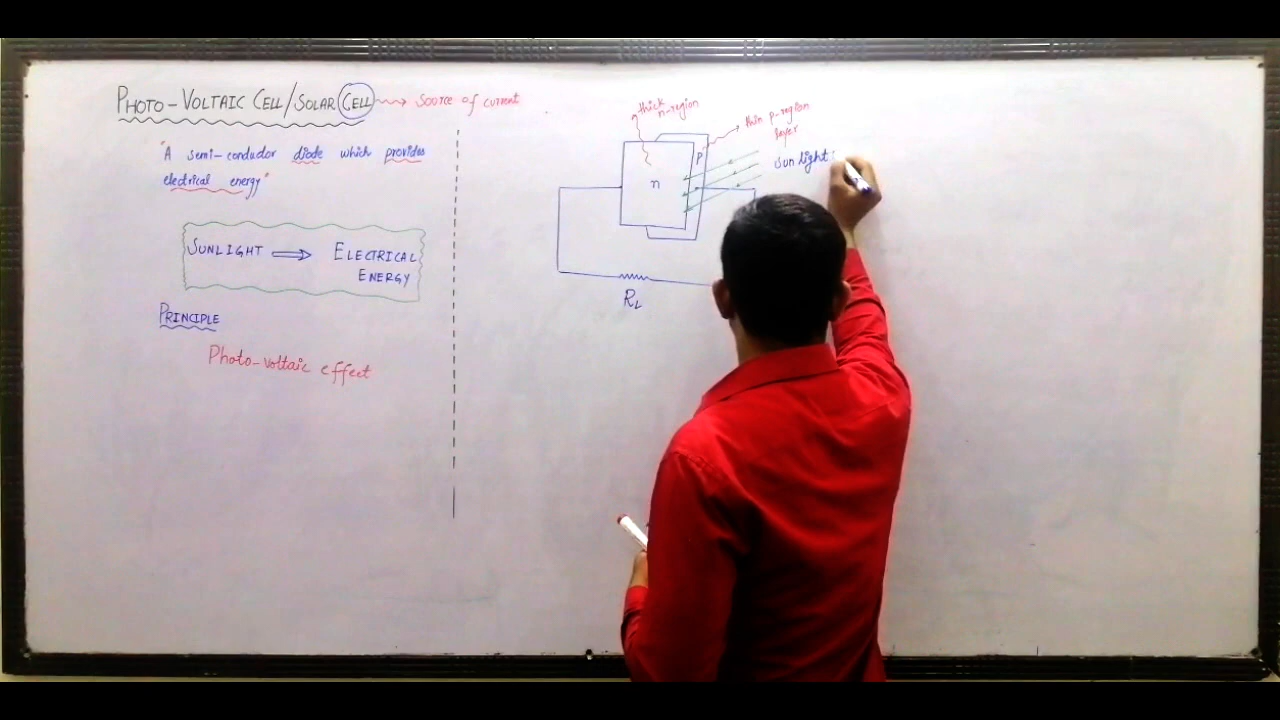 PHOTO-VOLTAIC CELL/SOLAR CELL → Source of current
"A semi-conductor diode which provides
electrical energy"
SUNLIGHT ⇒ ELECTRICAL
ENERGY
PRINCIPLE
Photo-voltaic effect
thick
n-region
thin p-region
layer
Sunlight:
P
n
RL